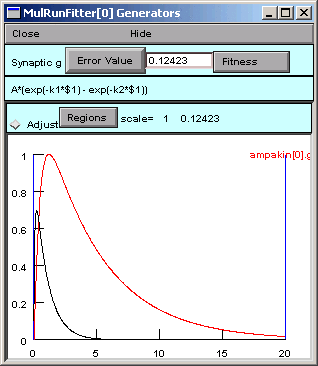 MulRunFitter[0] Generators
Close Hide
Synaptic g Error Value 0.12423 Fitness
A*(exp(-k1*$1) - exp(-k2*$1))
Adjust Regions scale= 1 0.12423
1 ampakin[0].g
0.8
0.6
0.4
0.2
0
0 5 10 15 20